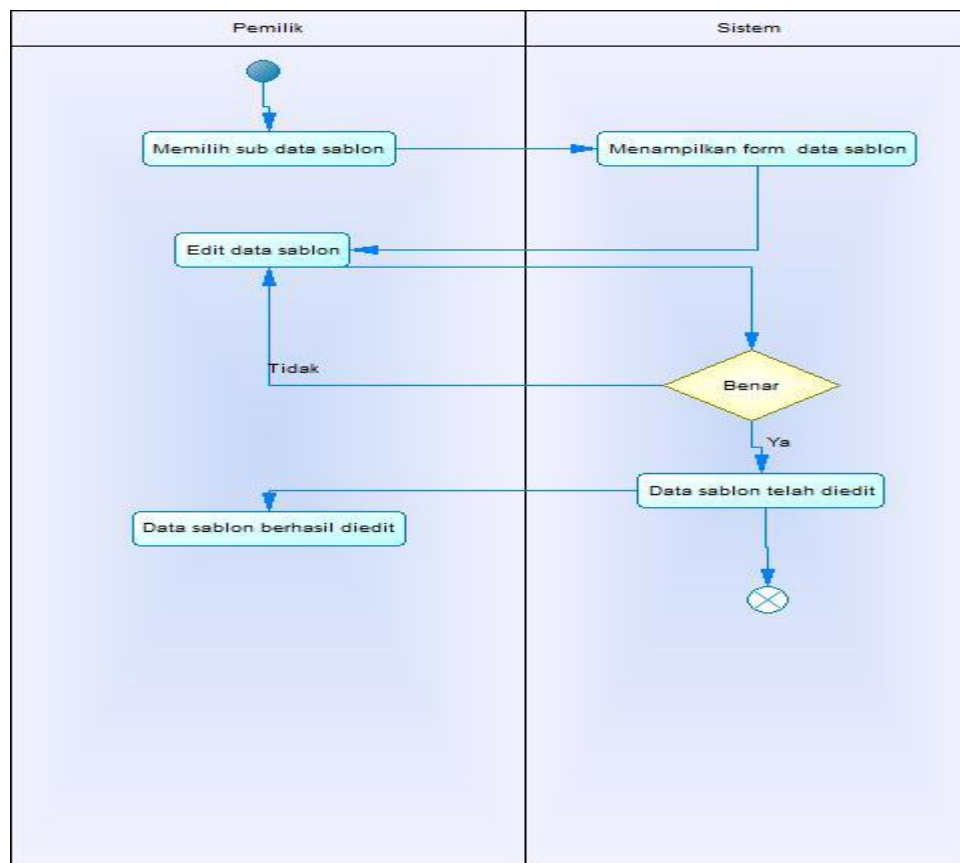 Pemilik
Sistem
Memilih sub data sablon
Menampilkan form data sablon
Edit data sablon
Tidak
Benar
Ya
Data sablon telah diedit
Data sablon berhasil diedit